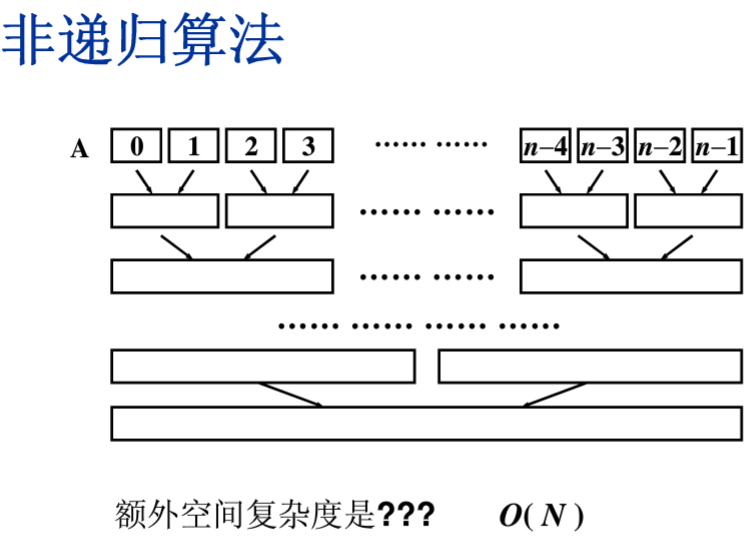 非递归算法
A 0 1 2 3 …… …… n–4 n–3 n–2 n–1
…… ……
…… ……
…… …… …… ……
额外空间复杂度是??? O( N )